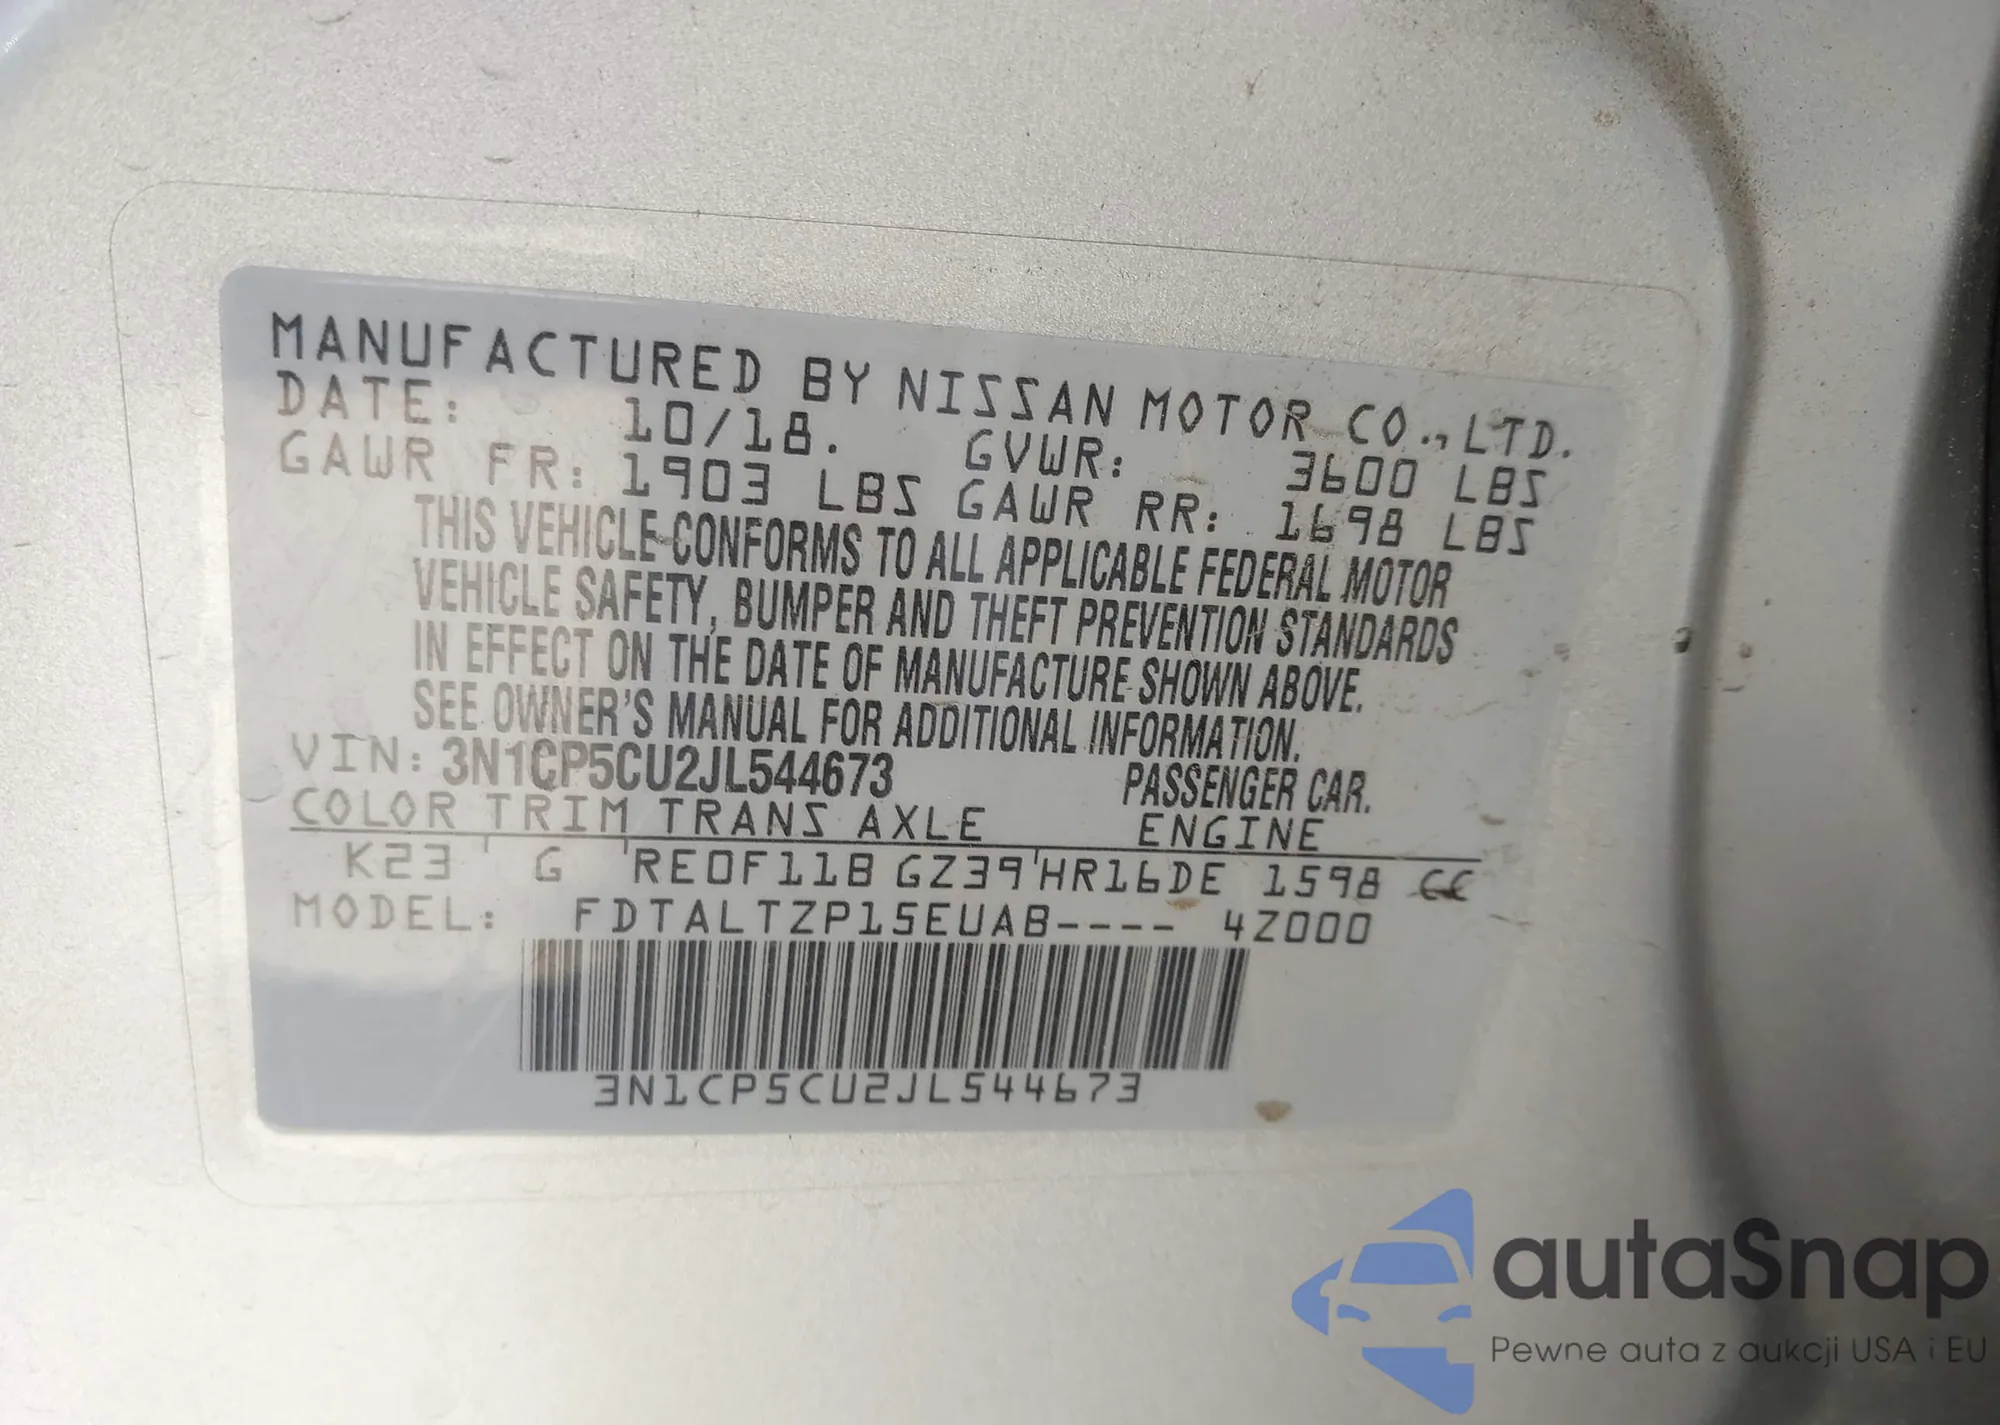 MANUFACTURED BY NISSAN MOTOR CO., LTD.
DATE: 10/18. GVWR: 3600 LBS
GAWR FR: 1903 LBS GAWR RR: 1698 LBS
THIS VEHICLE CONFORMS TO ALL APPLICABLE FEDERAL MOTOR
VEHICLE SAFETY, BUMPER AND THEFT PREVENTION STANDARDS
IN EFFECT ON THE DATE OF MANUFACTURE SHOWN ABOVE.
SEE OWNER'S MANUAL FOR ADDITIONAL INFORMATION.
VIN: 3N1CP5CU2JL544673 PASSENGER CAR.
COLOR TRIM TRANS AXLE ENGINE
K23 G RE0F11B GZ39 HR16DE 1598 CC
MODEL: FDTALTZP15EUAB---- 4Z000
3N1CP5CU2JL544673
autaSnap
Pewne auta z aukcji USA i EU